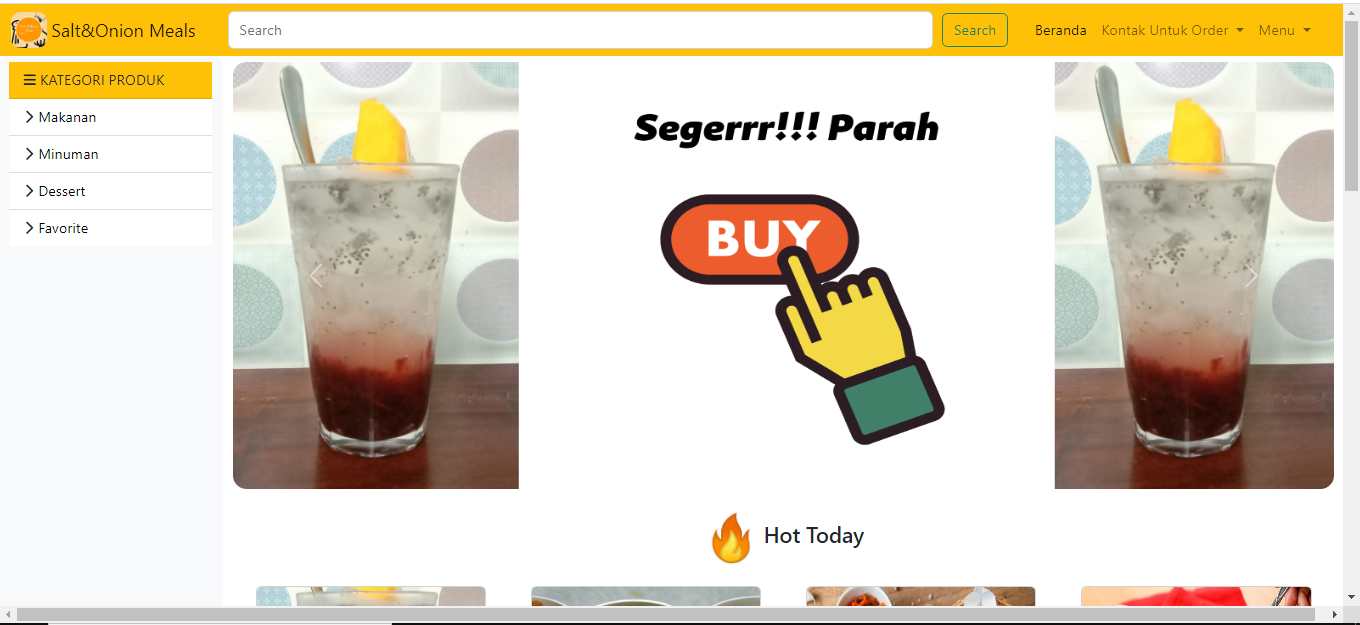 Salt&Onion Meals
Search
Search
Beranda
Kontak Untuk Order
Menu
KATEGORI PRODUK
Makanan
Minuman
Dessert
Favorite
Segerrr!!! Parah
BUY
Hot Today